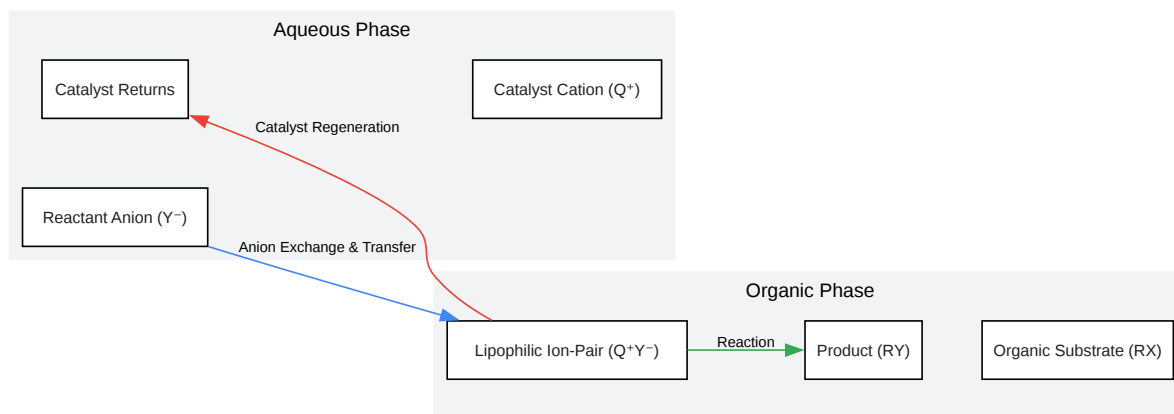 Aqueous Phase
Catalyst Returns
Catalyst Cation (Q⁺)
Catalyst Regeneration
Reactant Anion (Y⁻)
Anion Exchange & Transfer
Organic Phase
Lipophilic Ion-Pair (Q⁺Y⁻)
Reaction
Product (RY)
Organic Substrate (RX)